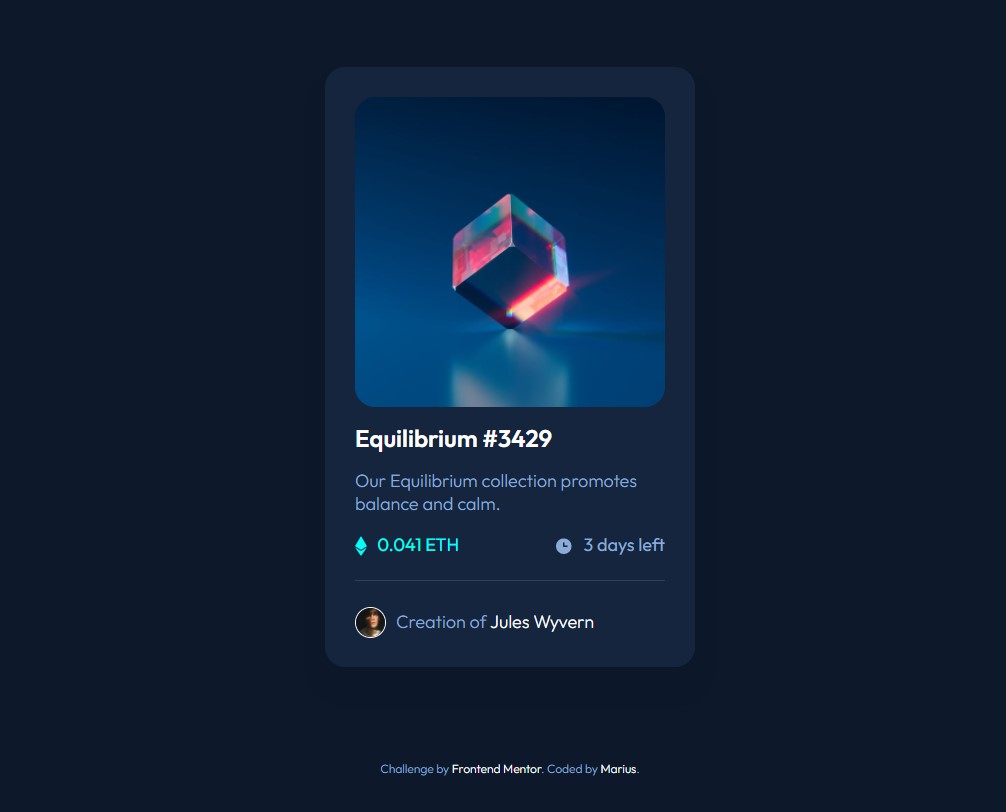 Equilibrium #3429
Our Equilibrium collection promotes
balance and calm.
0.041 ETH
3 days left
Creation of Jules Wyvern
Challenge by Frontend Mentor. Coded by Marius.